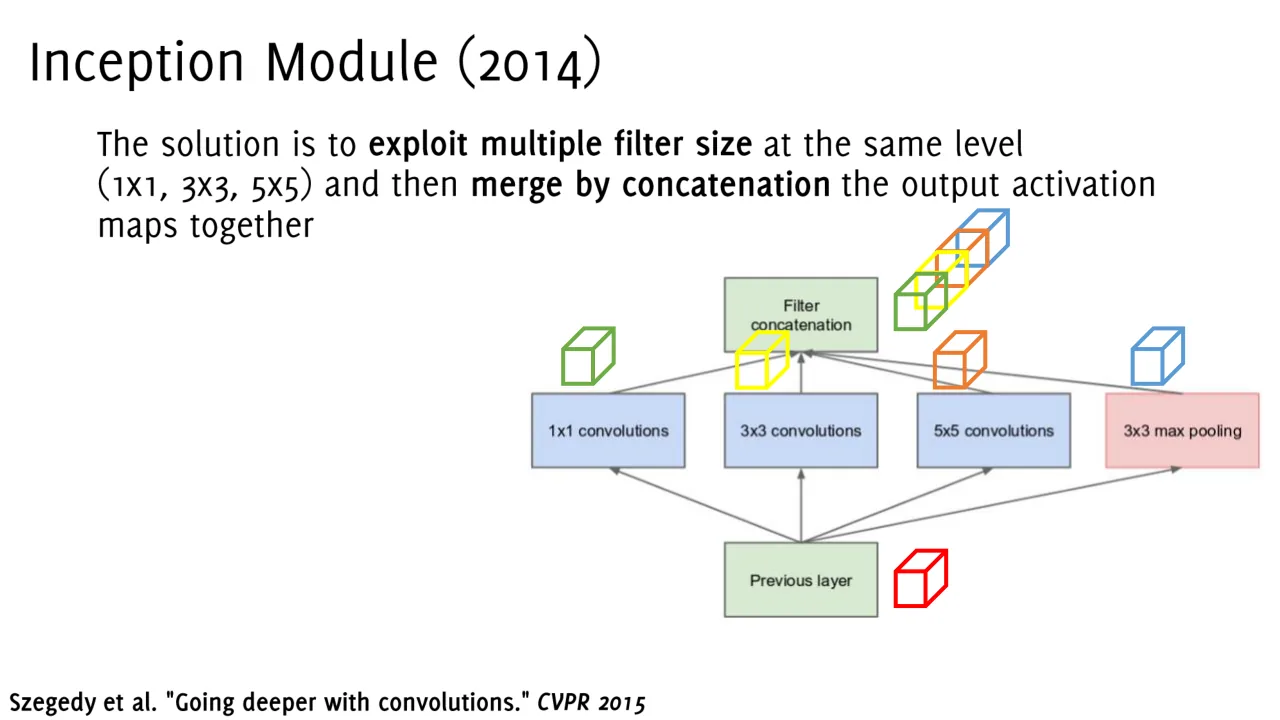 Inception Module (2014)
The solution is to exploit multiple filter size at the same level
(1x1, 3x3, 5x5) and then merge by concatenation the output activation
maps together
Filter
concatenation
1x1 convolutions
3x3 convolutions
5x5 convolutions
3x3 max pooling
Previous layer
Szegedy et al. "Going deeper with convolutions." CVPR 2015